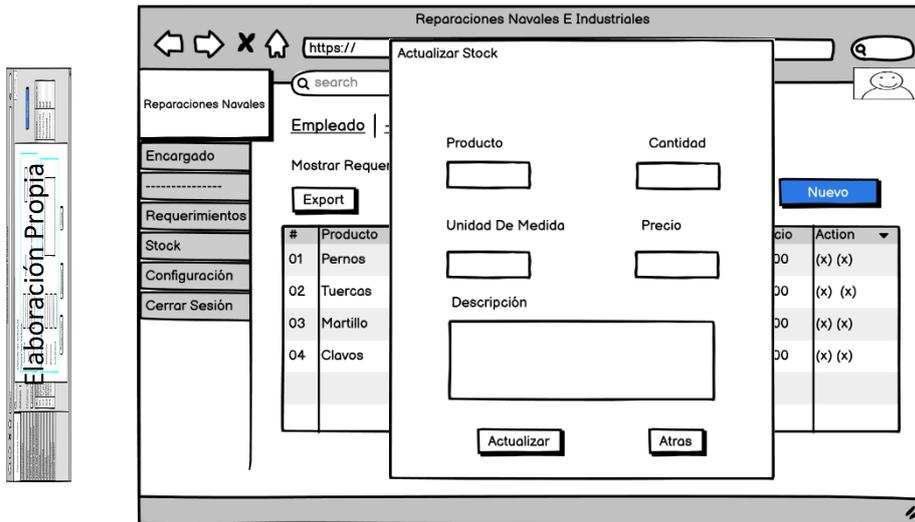 Elaboración Propia
Reparaciones Navales E Industriales
https://
Actualizar Stock
search
Reparaciones Navales
Empleado
Producto Cantidad
Encargado
Mostrar Requer
---------------
Export
Nuevo
Requerimientos
Unidad De Medida Precio
# Producto cio Action
Stock
01 Pernos 00 (x) (x)
Configuración
02 Tuercas 00 (x) (x)
Cerrar Sesión
Descripción
03 Martillo 00 (x) (x)
04 Clavos 00 (x) (x)
Actualizar Atras